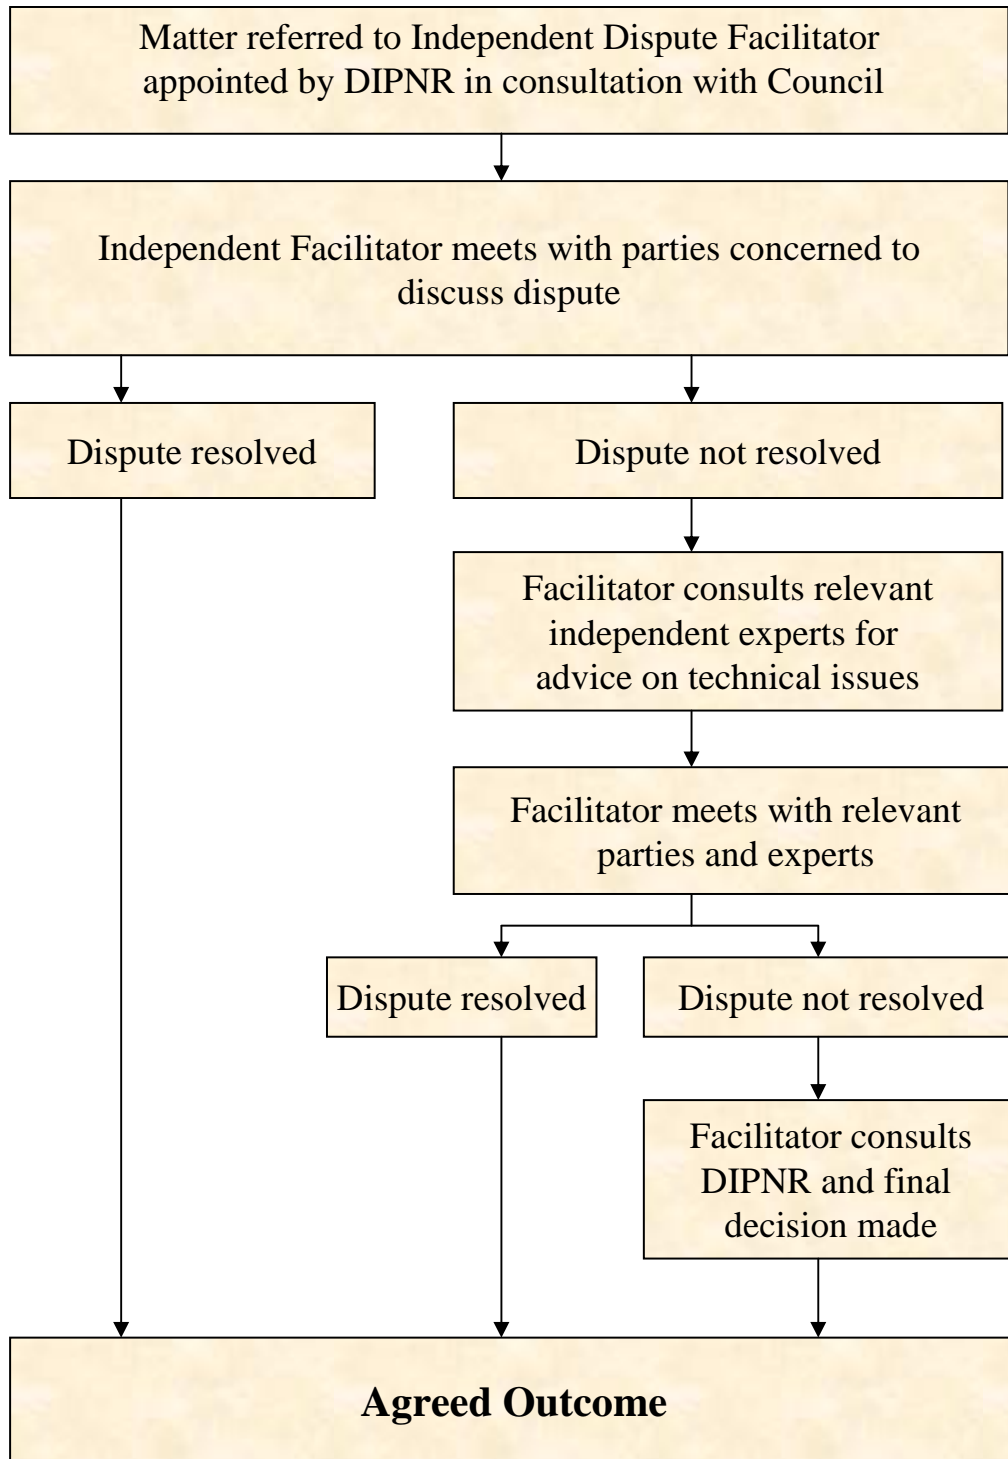 Matter referred to Independent Dispute Facilitator
appointed by DIPNR in consultation with Council
Independent Facilitator meets with parties concerned to
discuss dispute
Dispute resolved
Dispute not resolved
Facilitator consults relevant
independent experts for
advice on technical issues
Facilitator meets with relevant
parties and experts
Dispute resolved
Dispute not resolved
Facilitator consults
DIPNR and final
decision made
Agreed Outcome